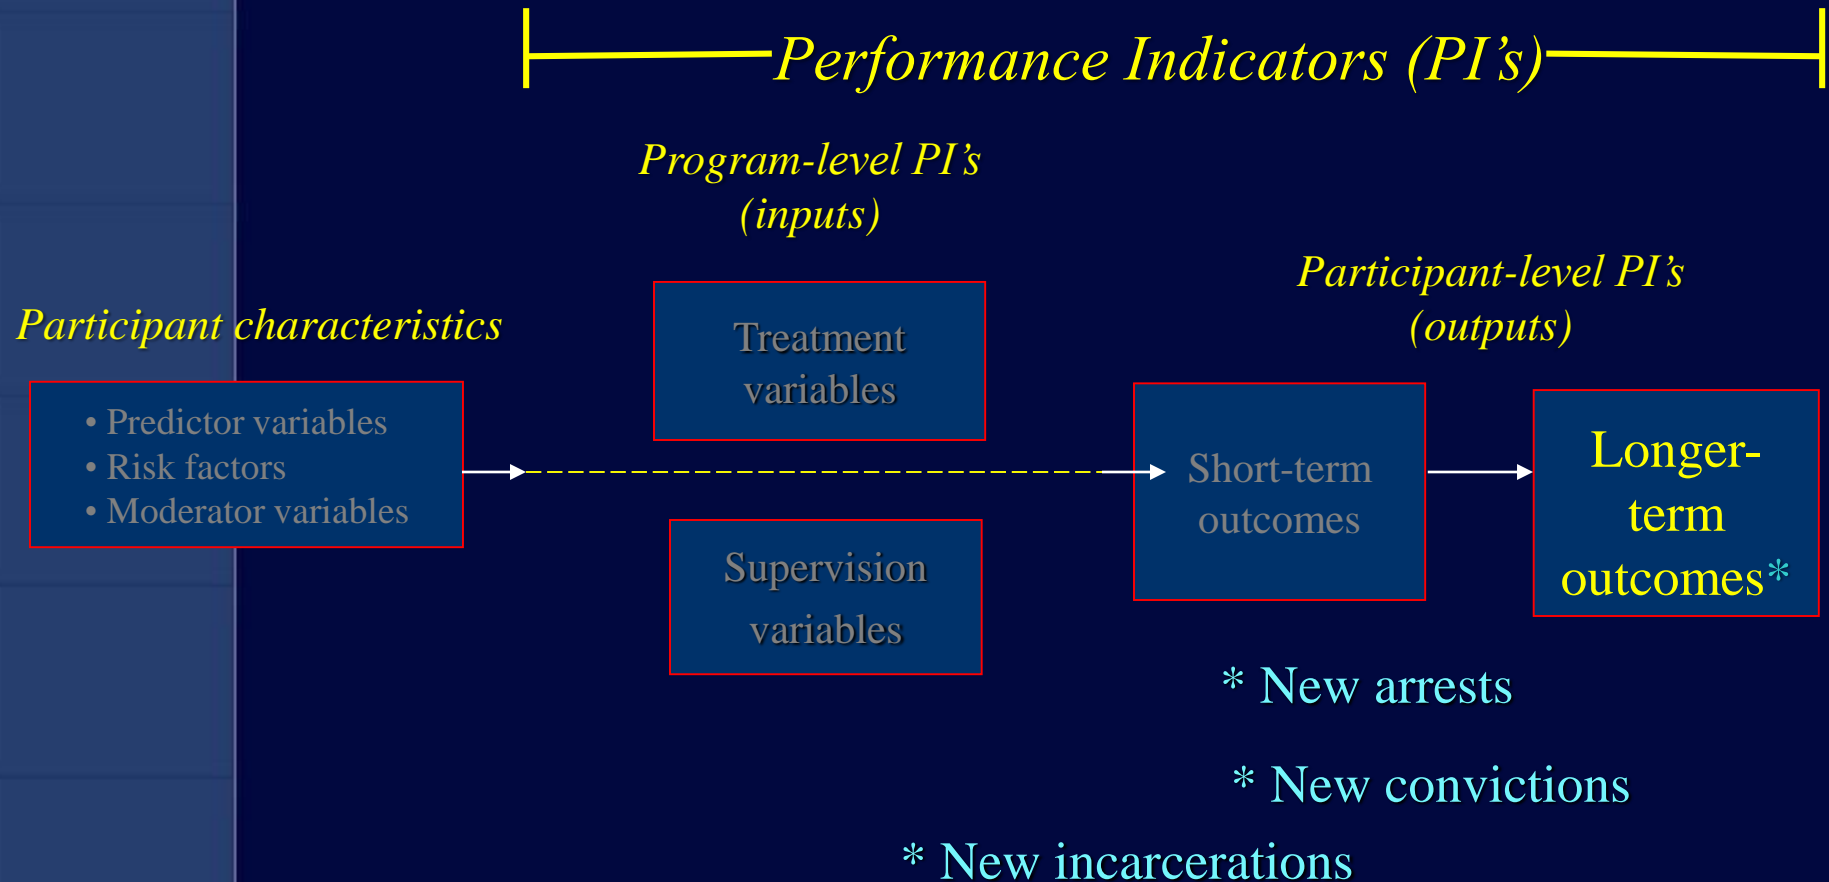 Performance Indicators (PI's)
Program-level PI's
(inputs)
Participant-level PI's
(outputs)
Participant characteristics
• Predictor variables
• Risk factors
• Moderator variables
Treatment
variables
Supervision
variables
Short-term
outcomes
Longer-
term
outcomes*
* New arrests
* New convictions
* New incarcerations